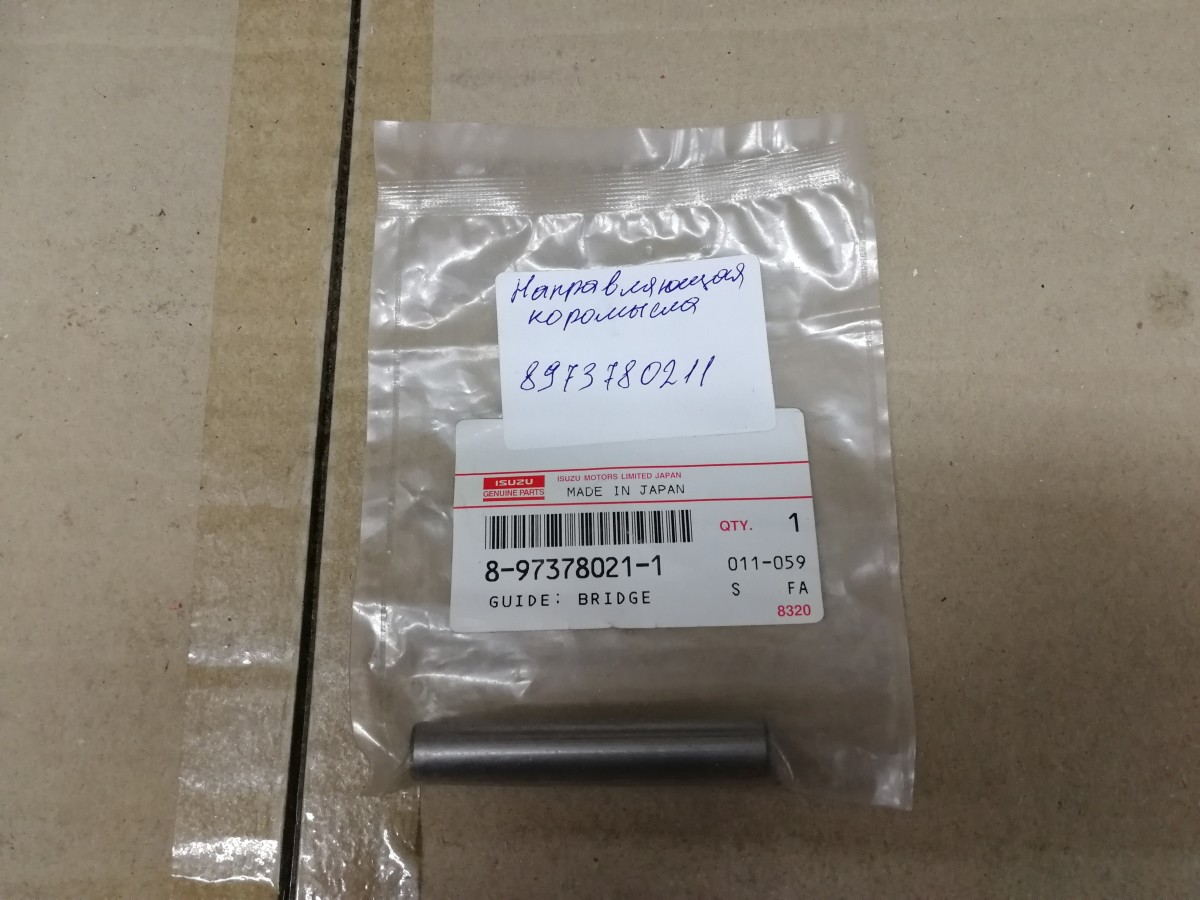 Направляющая
коромысла
8973780211
ISUZU
GENUINE PARTS
ISUZU MOTORS LIMITED JAPAN
MADE IN JAPAN
QTY. 1
8-97378021-1
011-059
GUIDE: BRIDGE
S FA
8320